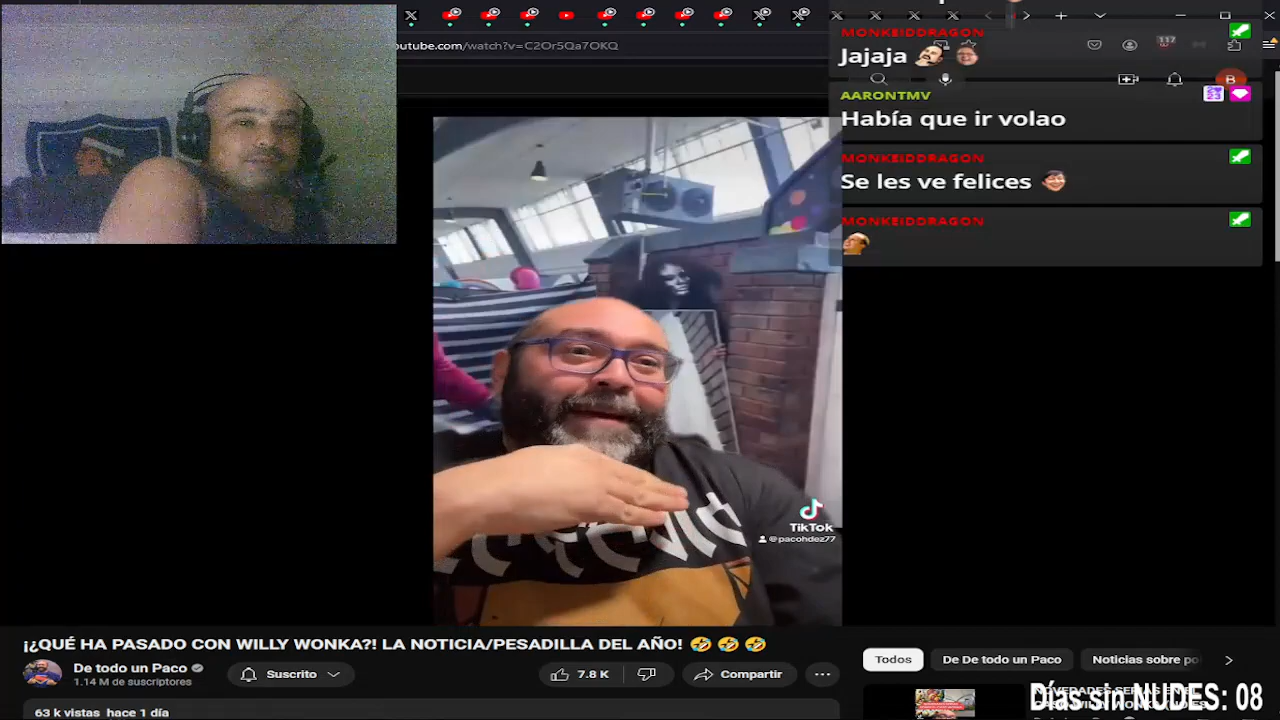 outube.com/watch?v=C2OrSQa7OKQ
117
B
MONKEIDDRAGON
Jajaja
AARONTMV
Había que ir volao
MONKEIDDRAGON
Se les ve felices
MONKEIDDRAGON
TikTok
@pacohdez77
¡¿QUÉ HA PASADO CON WILLY WONKA?! LA NOTICIA/PESADILLA DEL AÑO!
De todo un Paco
1.14 M de suscriptores
Suscrito
7.8 K
Compartir
Todos
De De todo un Paco
Noticias sobre po
63 k vistas hace 1 día
Días sin NUDES: 08